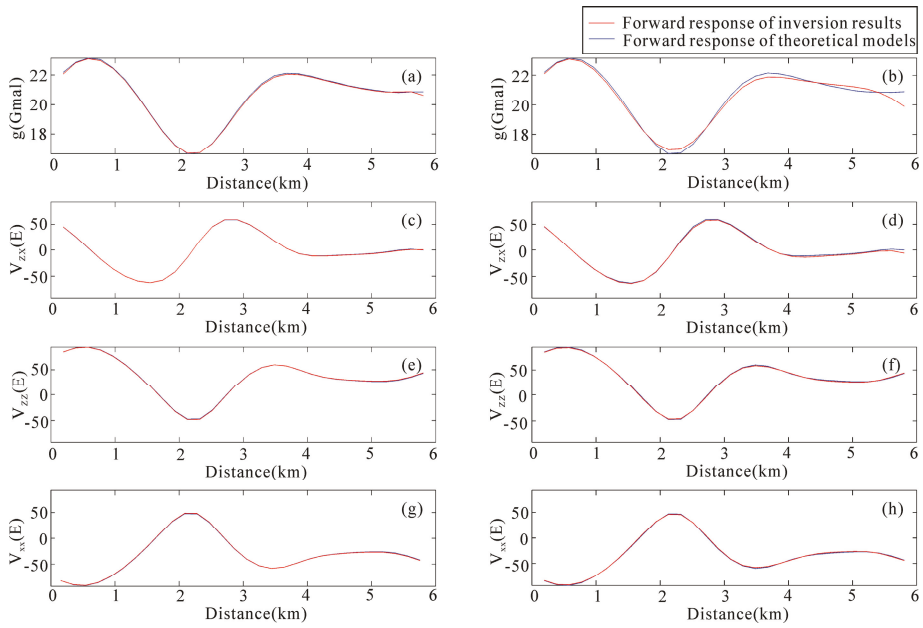 Forward response of inversion results
Forward response of theoretical models
g(Gmal)
22
20
18
(a)
0 1 2 3 4 5 6
Distance(km)
g(Gmal)
22
20
18
(b)
0 1 2 3 4 5 6
Distance(km)
Vzx(E)
50
0
-50
(c)
0 1 2 3 4 5 6
Distance(km)
Vzx(E)
50
0
-50
(d)
0 1 2 3 4 5 6
Distance(km)
Vzz(E)
50
0
-50
(e)
0 1 2 3 4 5 6
Distance(km)
Vzz(E)
50
0
-50
(f)
0 1 2 3 4 5 6
Distance(km)
Vxx(E)
50
0
-50
(g)
0 1 2 3 4 5 6
Distance(km)
Vxx(E)
50
0
-50
(h)
0 1 2 3 4 5 6
Distance(km)